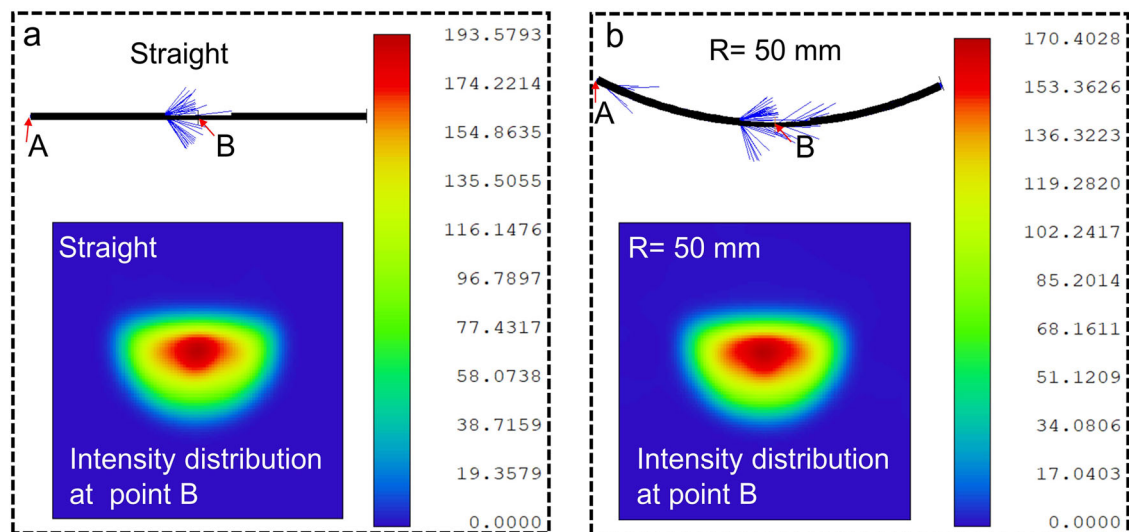 a
Straight
A
B
193.5793
174.2214
154.8635
135.5055
116.1476
96.7897
77.4317
58.0738
38.7159
19.3579
0.0000
Straight
Intensity distribution
at point B
b
R= 50 mm
A
B
170.4028
153.3626
136.3223
119.2820
102.2417
85.2014
68.1611
51.1209
34.0806
17.0403
0.0000
R= 50 mm
Intensity distribution
at point B